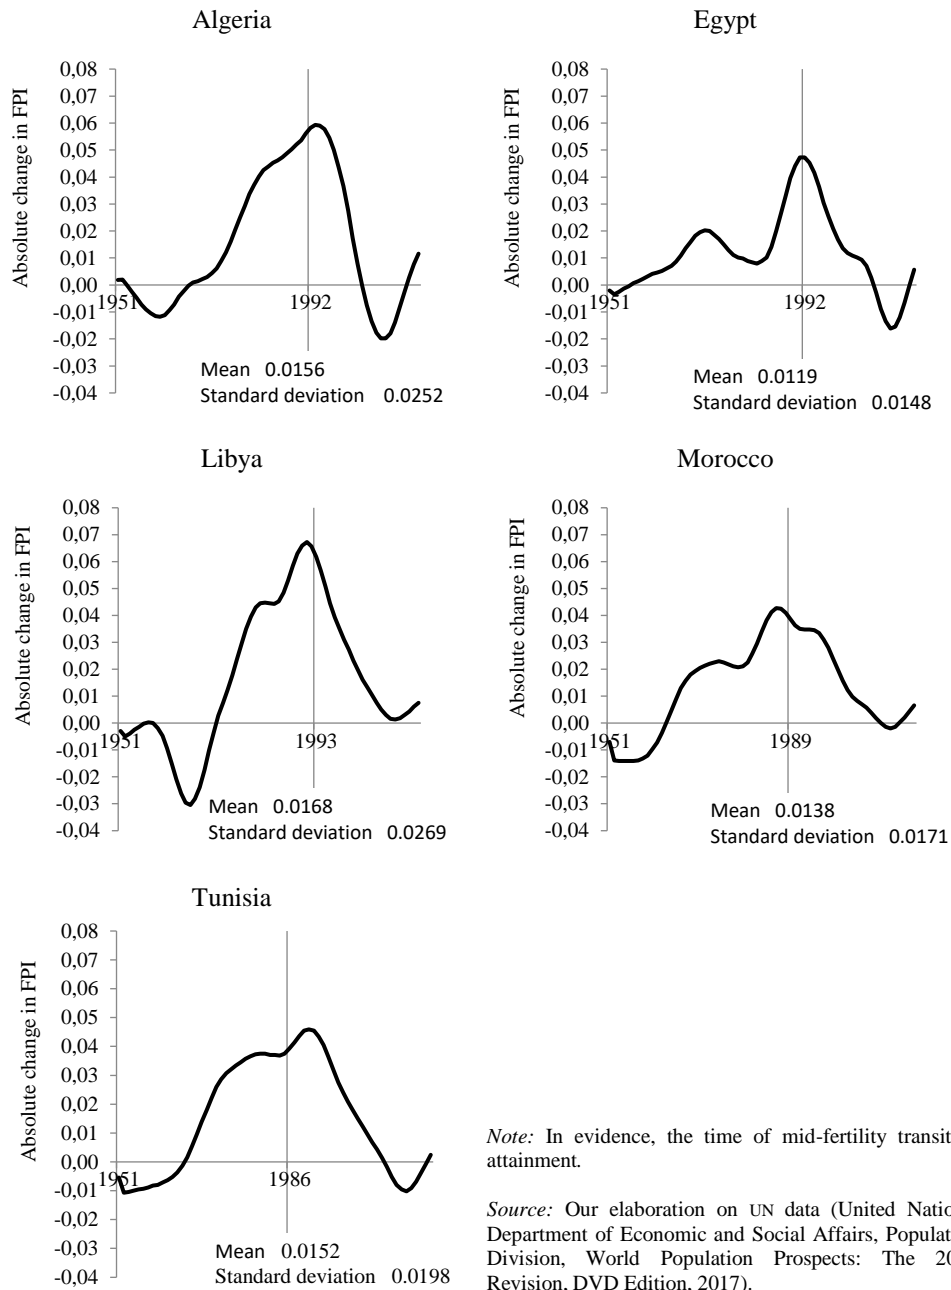 Algeria
Absolute change in FPI
0,08
0,07
0,06
0,05
0,04
0,03
0,02
0,01
0,00
-0,01
-0,02
-0,03
-0,04
1951
1992
Mean 0.0156
Standard deviation 0.0252
Egypt
Absolute change in FPI
0,08
0,07
0,06
0,05
0,04
0,03
0,02
0,01
0,00
-0,01
-0,02
-0,03
-0,04
1951
1992
Mean 0.0119
Standard deviation 0.0148
Libya
Absolute change in FPI
0,08
0,07
0,06
0,05
0,04
0,03
0,02
0,01
0,00
-0,01
-0,02
-0,03
-0,04
1951
1993
Mean 0.0168
Standard deviation 0.0269
Morocco
Absolute change in FPI
0,08
0,07
0,06
0,05
0,04
0,03
0,02
0,01
0,00
-0,01
-0,02
-0,03
-0,04
1951
1989
Mean 0.0138
Standard deviation 0.0171
Tunisia
Absolute change in FPI
0,08
0,07
0,06
0,05
0,04
0,03
0,02
0,01
0,00
-0,01
-0,02
-0,03
-0,04
1951
1986
Mean 0.0152
Standard deviation 0.0198
Note: In evidence, the time of mid-fertility transit
attainment.
Source: Our elaboration on UN data (United Natio
Department of Economic and Social Affairs, Populat
Division, World Population Prospects: The 20
Revision, DVD Edition, 2017).